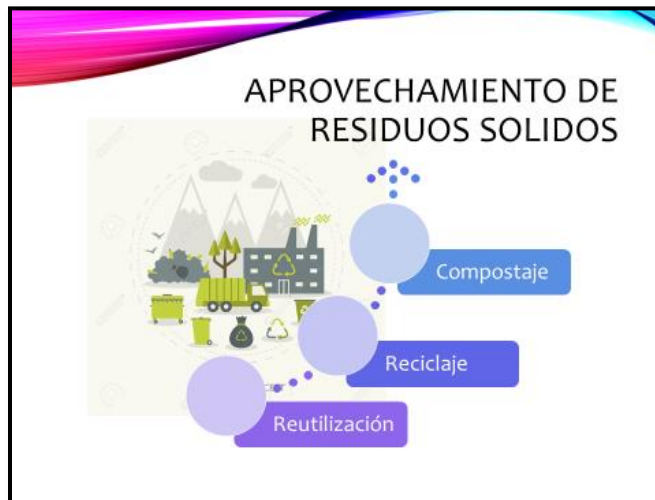 APROVECHAMIENTO DE
RESIDUOS SOLIDOS
Compostaje
Reciclaje
Reutilización